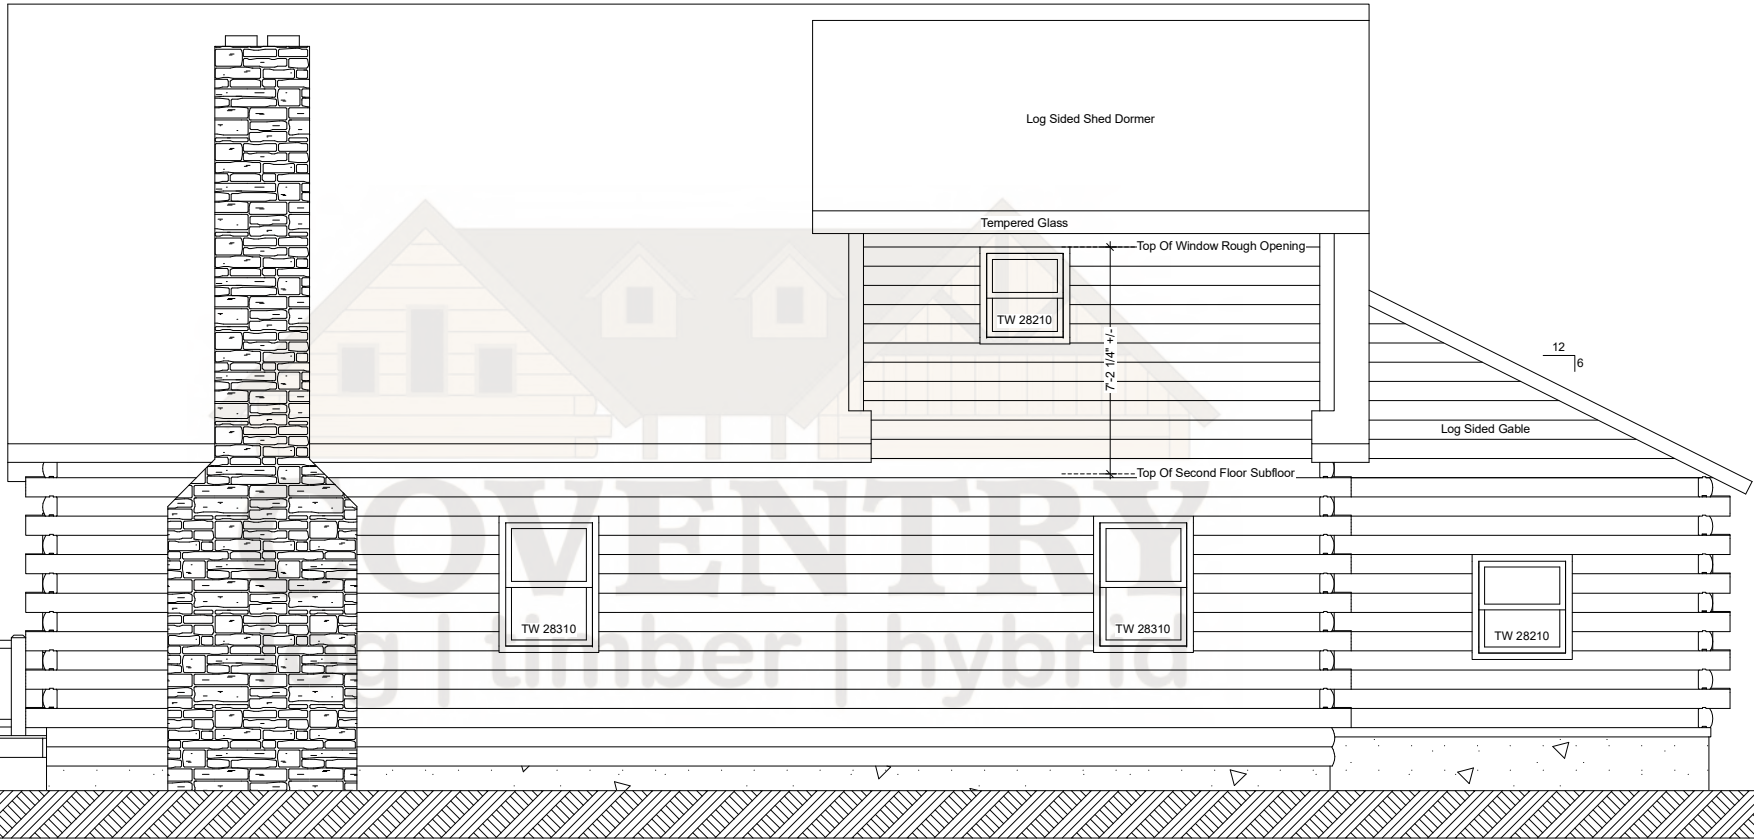 Log Sided Shed Dormer
Tempered Glass
Top Of Window Rough Opening
TW 28210
7'-2 1/4" +/-
12
6
Log Sided Gable
Top Of Second Floor Subfloor
COVENTRY
TW 28310
TW 28310
TW 28210
log | timber | hybrid